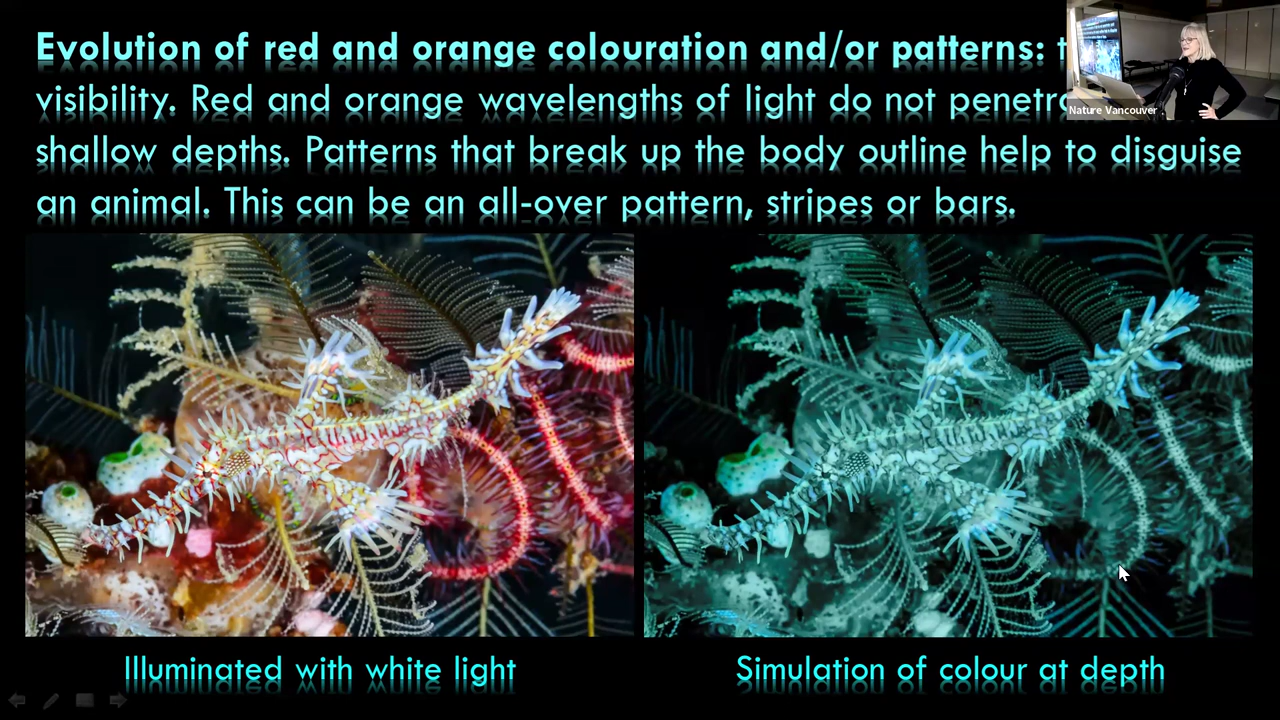 Evolution of red and orange colouration and/or patterns:
visibility. Red and orange wavelengths of light do not
shallow depths. Patterns that break up the body outline help to disguise
an animal. This can be an all-over pattern, stripes or bars.
Nature Vancouver
Illuminated with white light
Simulation of colour at depth